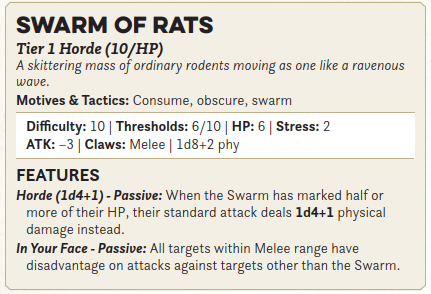 SWARM OF RATS
Tier 1 Horde (10/HP)
A skittering mass of ordinary rodents moving as one like a ravenous
wave.
Motives & Tactics: Consume, obscure, swarm
Difficulty: 10 | Thresholds: 6/10 | HP: 6 | Stress: 2
ATK: –3 | Claws: Melee | 1d8+2 phy
FEATURES
Horde (1d4+1) - Passive: When the Swarm has marked half or
more of their HP, their standard attack deals 1d4+1 physical
damage instead.
In Your Face - Passive: All targets within Melee range have
disadvantage on attacks against targets other than the Swarm.